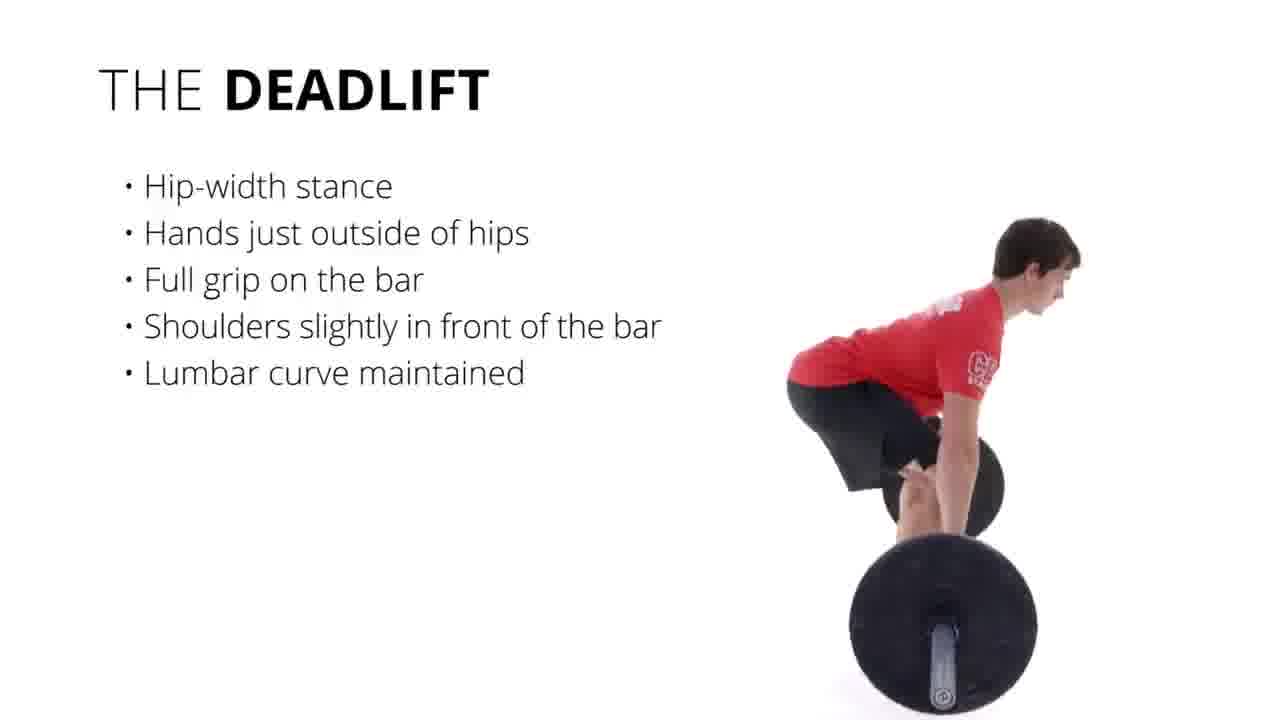 THE DEADLIFT
• Hip-width stance
• Hands just outside of hips
• Full grip on the bar
• Shoulders slightly in front of the bar
• Lumbar curve maintained